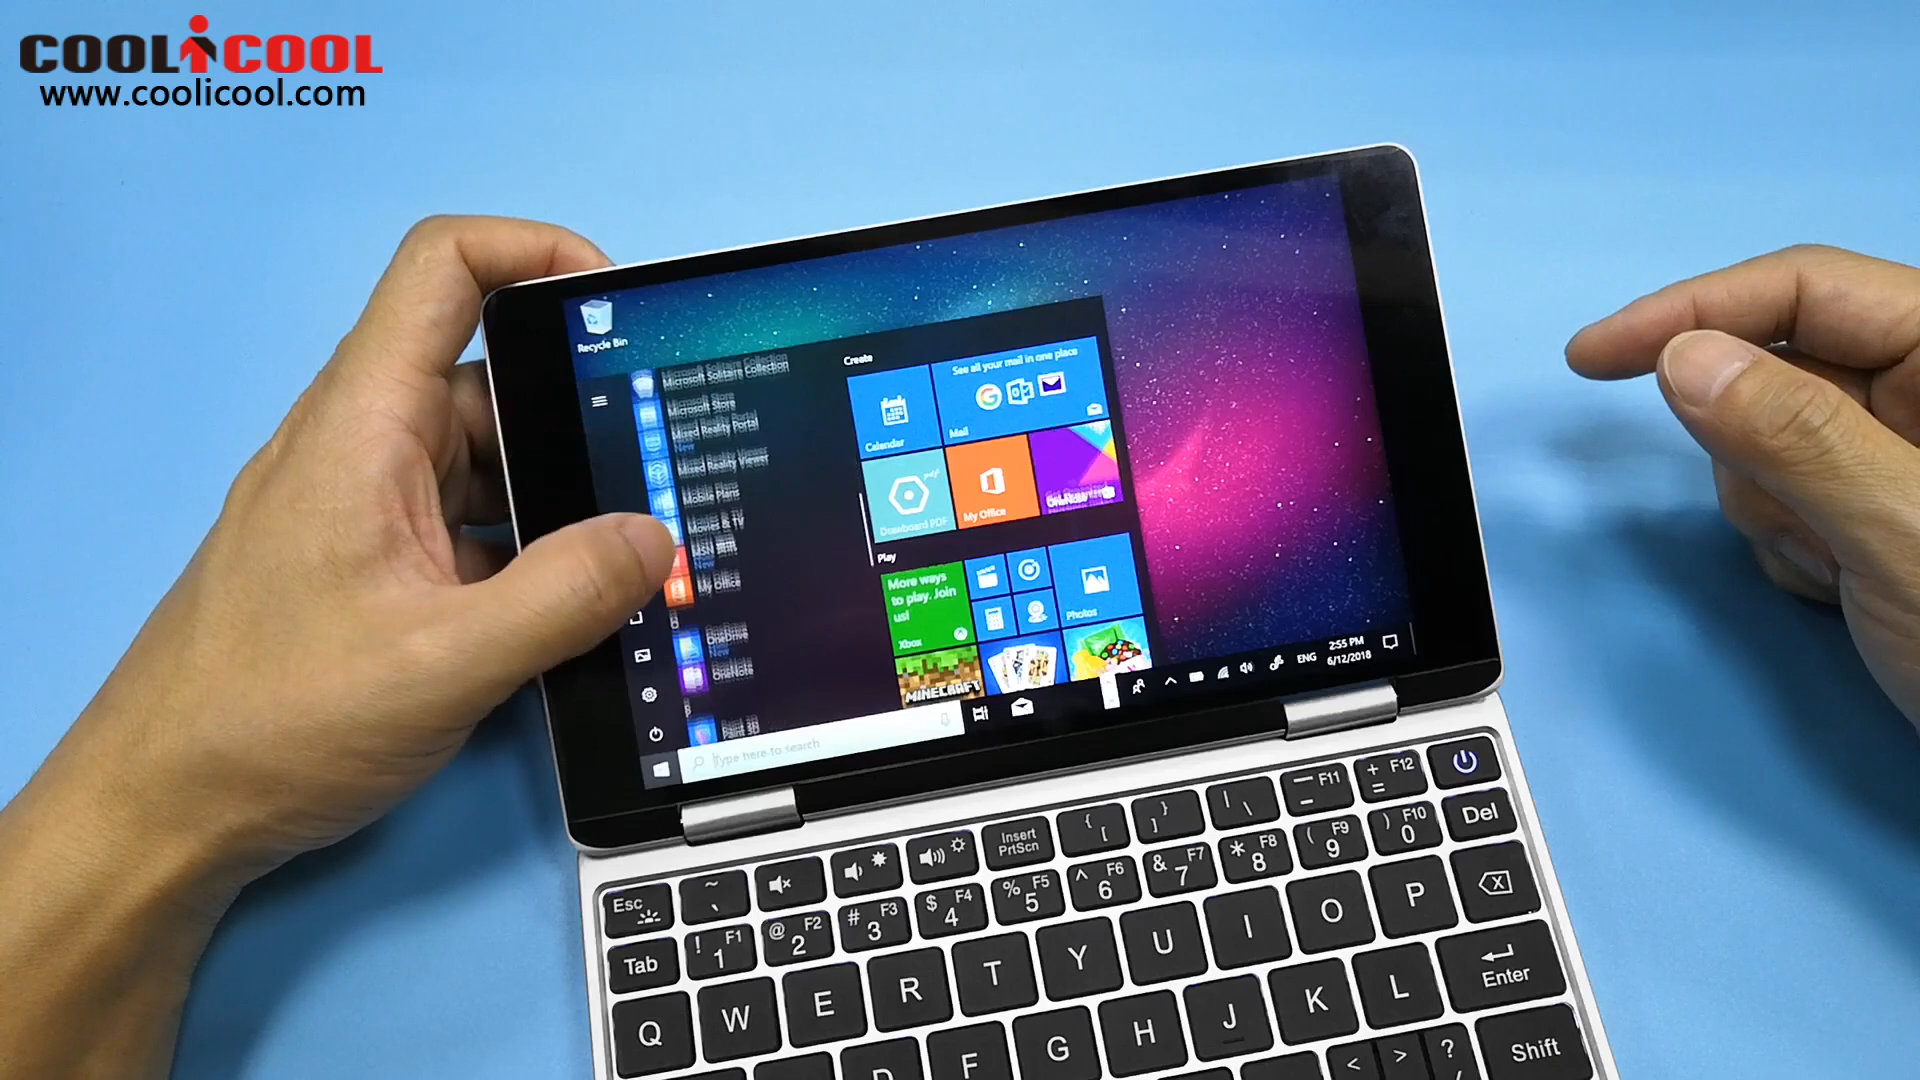 COOLiCOOL
www.coolicool.com
Recycle Bin
Microsoft Solitaire Collection
Microsoft Store
Mixed Reality Portal
New
Mixed Reality Viewer
Mobile Plans
Movies & TV
MSN
New
My Office
O
OneDrive
New
OneNote
P
Paint 3D
Type here to search
Create
Calendar
See all your mail in one place
Mail
Drawboard PDF
My Office
OneNote
Play
More ways
to play. Join
us!
Xbox
Photos
MINECRAFT
ENG
2:55 PM
6/12/2018
Esc
~ `
Insert
PrtScn
{ [
} ]
| \
— _ F11
+ = F12
Tab
! 1 F1
@ 2 F2
# 3 F3
$ 4 F4
% 5 F5
^ 6 F6
& 7 F7
* 8 F8
( 9 F9
) 0 F10
Del
Q W E R T Y U I O P
D F G H J K L Enter
< > ? / Shift